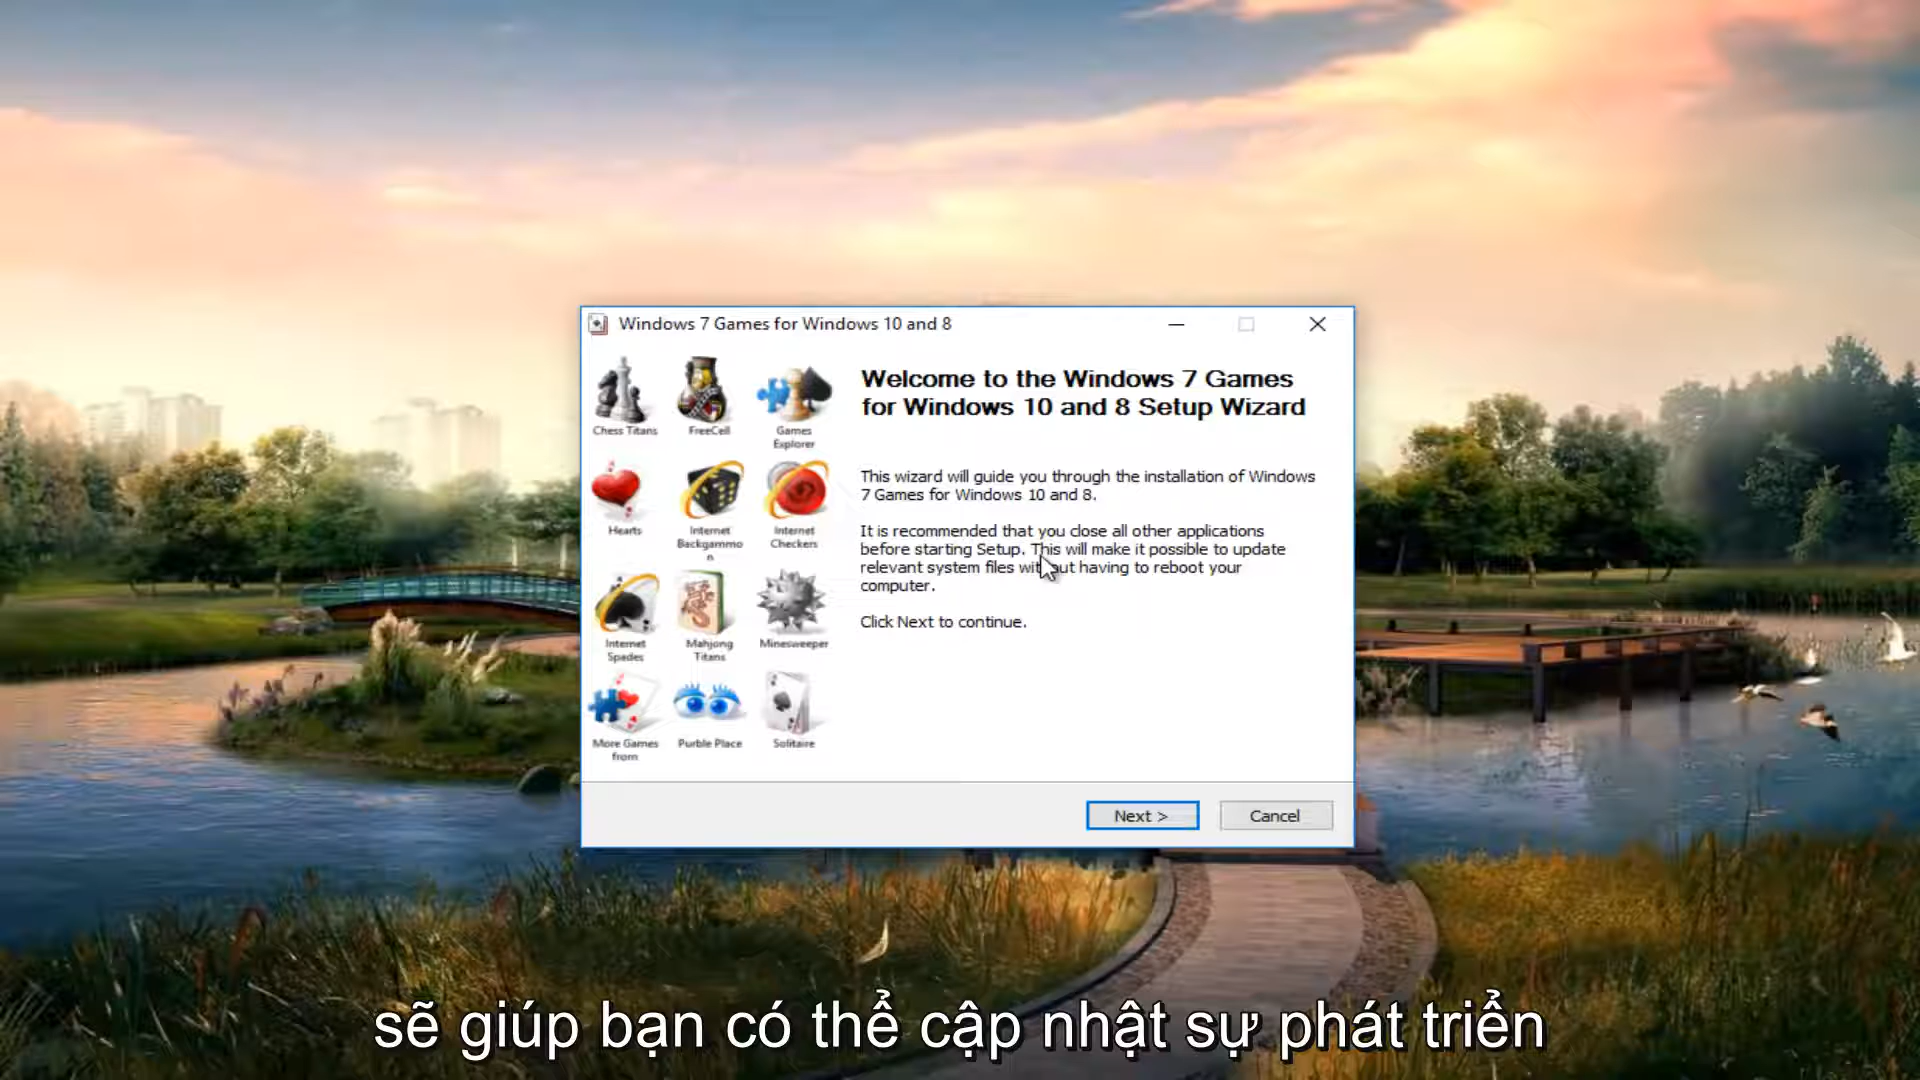 Windows 7 Games for Windows 10 and 8
Chess Titans
FreeCell
Games
Explorer
Hearts
Internet
Backgammo
n
Internet
Checkers
Internet
Spades
Mahjong
Titans
Minesweeper
More Games
from
Purble Place
Solitaire
Welcome to the Windows 7 Games
for Windows 10 and 8 Setup Wizard
This wizard will guide you through the installation of Windows
7 Games for Windows 10 and 8.
It is recommended that you close all other applications
before starting Setup. This will make it possible to update
relevant system files without having to reboot your
computer.
Click Next to continue.
Next >
Cancel
sẽ giúp bạn có thể cập nhật sự phát triển